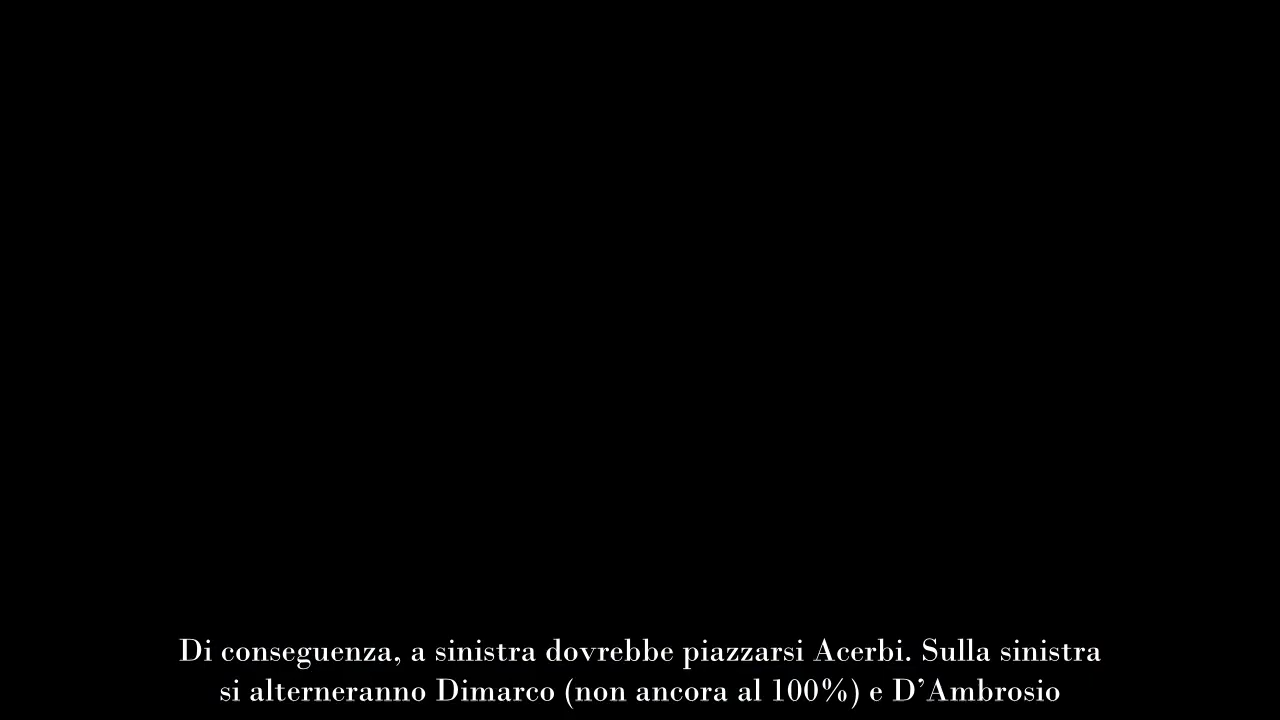 Di conseguenza, a sinistra dovrebbe piazzarsi Acerbi. Sulla sinistra
si alterneranno Dimarco (non ancora al 100%) e D’Ambrosio